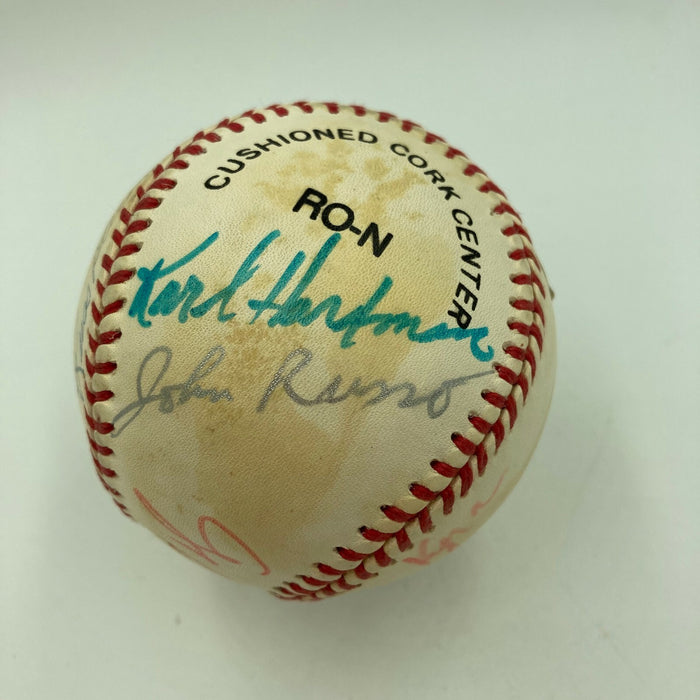 CUSHIONED CORK CENTER
RO-N
Karl Hartman
John Russo